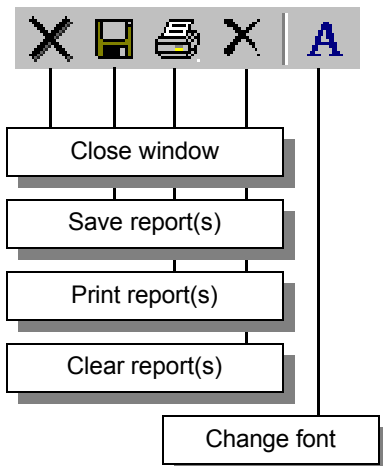 A
Close window
Save report(s)
Print report(s)
Clear report(s)
Change font